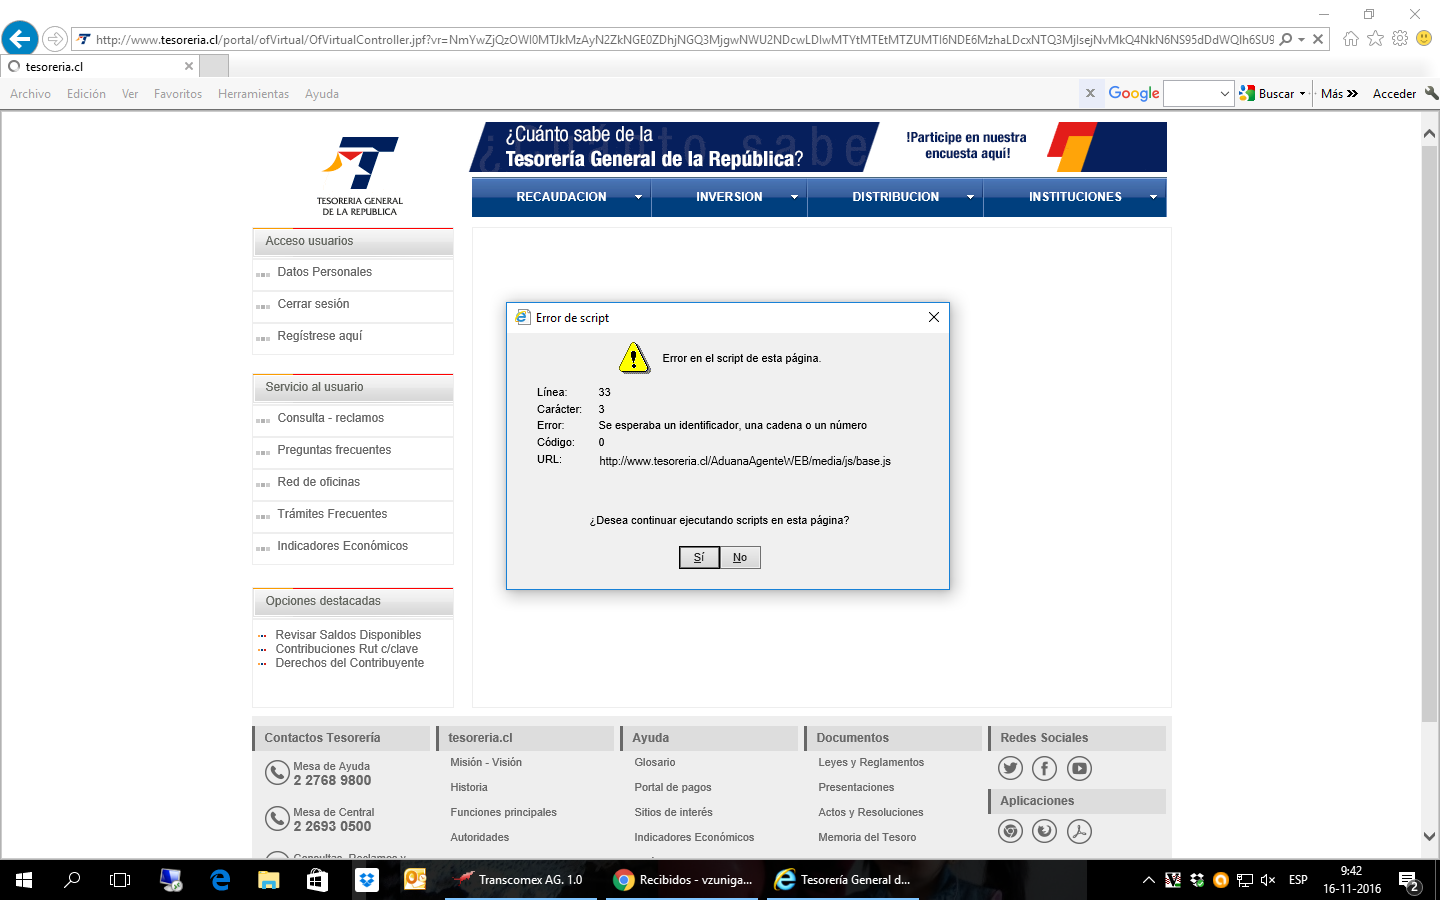 http://www.tesoreria.cl/portal/ofVirtual/OfVirtualController.jpf?vr=
tesoreria.cl
Archivo Edición Ver Favoritos Herramientas Ayuda
x Google Buscar Más Acceder
TESORERIA GENERAL
DE LA REPUBLICA
¿Cuánto sabe de la
Tesorería General de la República?
!Participe en nuestra
encuesta aquí!
RECAUDACION INVERSION DISTRIBUCION INSTITUCIONES
Acceso usuarios
Datos Personales
Cerrar sesión
Regístrese aquí
Servicio al usuario
Consulta - reclamos
Preguntas frecuentes
Red de oficinas
Trámites Frecuentes
Indicadores Económicos
Opciones destacadas
Revisar Saldos Disponibles
Contribuciones Rut c/clave
Derechos del Contribuyente
Error de script
Error en el script de esta página.
Línea: 33
Carácter: 3
Error: Se esperaba un identificador, una cadena o un número
Código: 0
URL: http://www.tesoreria.cl/AduanaAgenteWEB/media/js/base.js
¿Desea continuar ejecutando scripts en esta página?
Sí No
Contactos Tesorería
Mesa de Ayuda
2 2768 9800
Mesa de Central
2 2693 0500
tesoreria.cl
Misión - Visión
Historia
Funciones principales
Autoridades
Ayuda
Glosario
Portal de pagos
Sitios de interés
Indicadores Económicos
Documentos
Leyes y Reglamentos
Presentaciones
Actos y Resoluciones
Memoria del Tesoro
Redes Sociales
Aplicaciones
Transcomex AG. 1.0
Recibidos - vzuniga...
Tesorería General d...
ESP
9:42
16-11-2016
2